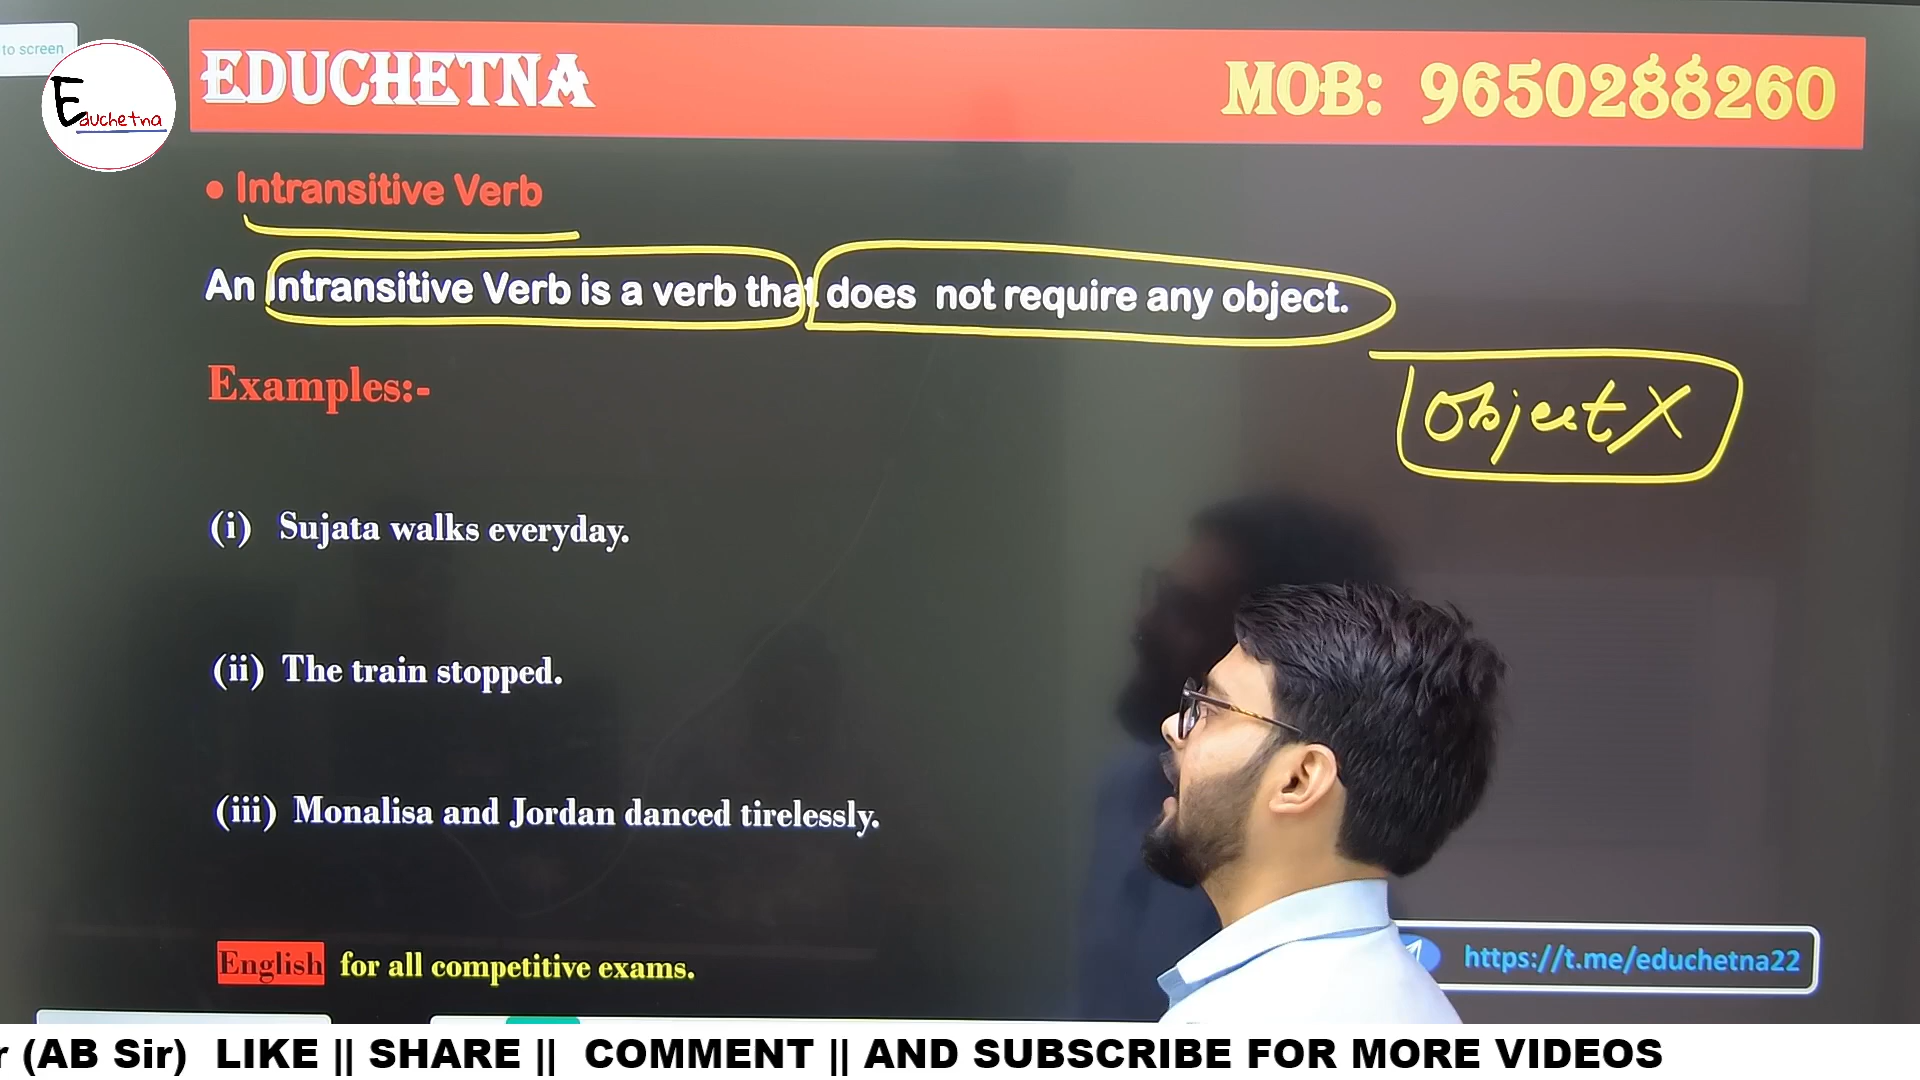 to screen
Educhetna
EDUCHETNA
MOB: 9650288260
• Intransitive Verb
An Intransitive Verb is a verb that does not require any object.
Object X
Examples:-
(i) Sujata walks everyday.
(ii) The train stopped.
(iii) Monalisa and Jordan danced tirelessly.
English for all competitive exams.
https://t.me/educhetna22
r (AB Sir) LIKE || SHARE || COMMENT || AND SUBSCRIBE FOR MORE VIDEOS